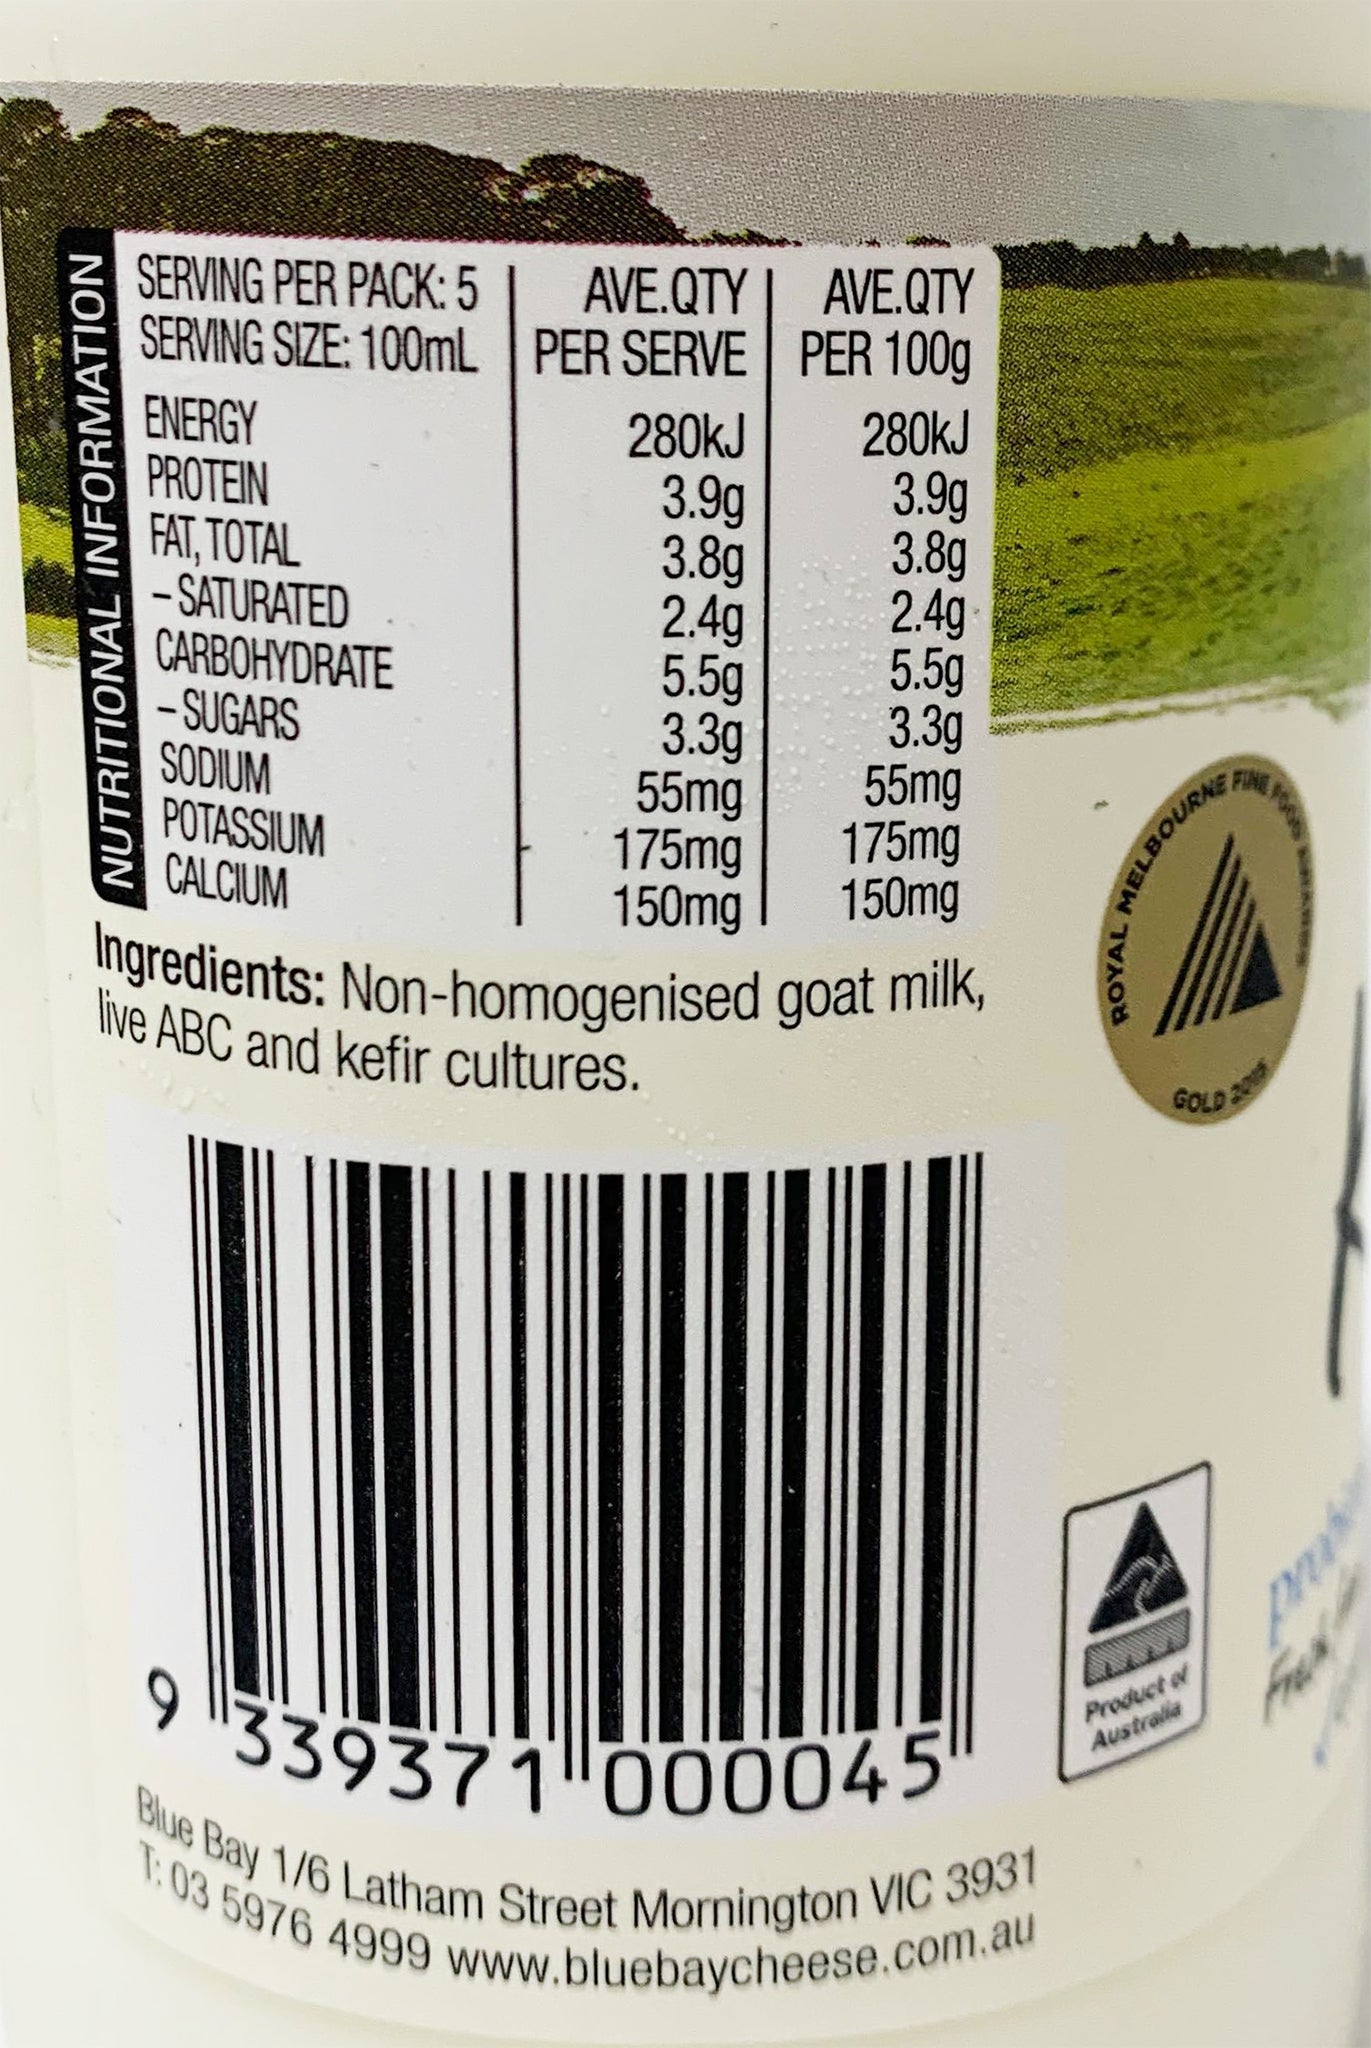 NUTRITIONAL INFORMATION
SERVING PER PACK: 5 AVE.QTY AVE.QTY
SERVING SIZE: 100mL PER SERVE PER 100g
ENERGY 280kJ 280kJ
PROTEIN 3.9g 3.9g
FAT, TOTAL 3.8g 3.8g
– SATURATED 2.4g 2.4g
CARBOHYDRATE 5.5g 5.5g
– SUGARS 3.3g 3.3g
SODIUM 55mg 55mg
POTASSIUM 175mg 175mg
CALCIUM 150mg 150mg
Ingredients: Non-homogenised goat milk,
live ABC and kefir cultures.
ROYAL MELBOURNE FINE FOOD AWARDS
GOLD
9 339371 000045
Product of
Australia
Blue Bay 1/6 Latham Street Mornington VIC 3931
T: 03 5976 4999 www.bluebaycheese.com.au